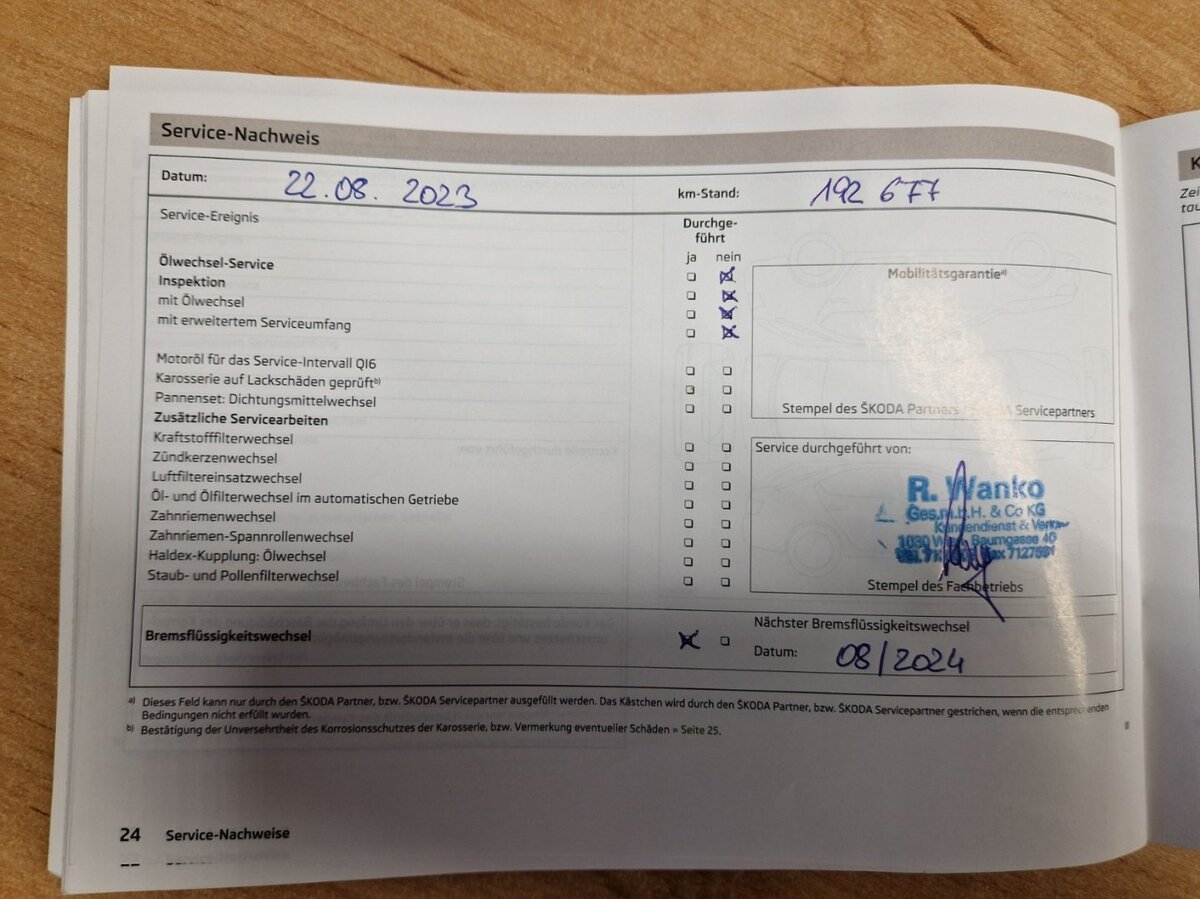 Service-Nachweis
Datum: 22.08. 2023 km-Stand: 192 677
Service-Ereignis
Durchge-
führt
ja nein
Ölwechsel-Service
Inspektion
mit Ölwechsel
mit erweitertem Serviceumfang
Mobilitätsgarantie a)
Motoröl für das Service-Intervall QI6
Karosserie auf Lackschäden geprüft b)
Pannenset: Dichtungsmittelwechsel
Stempel des ŠKODA Partners Servicepartners
Zusätzliche Servicearbeiten
Kraftstofffilterwechsel
Zündkerzenwechsel
Luftfiltereinsatzwechsel
Öl- und Ölfilterwechsel im automatischen Getriebe
Zahnriemenwechsel
Zahnriemen-Spannrollenwechsel
Haldex-Kupplung: Ölwechsel
Staub- und Pollenfilterwechsel
Service durchgeführt von:
R. Wanko
Ges.m.b.H. & Co KG
Kundendienst & Verkauf
1030 Wien, Baumgasse 40
Stempel des Fachbetriebs
Bremsflüssigkeitswechsel
Nächster Bremsflüssigkeitswechsel
Datum: 08/2024
a) Dieses Feld kann nur durch den ŠKODA Partner, bzw. ŠKODA Servicepartner ausgefüllt werden. Das Kästchen wird durch den ŠKODA Partner, bzw. ŠKODA Servicepartner gestrichen, wenn die entsprechenden
Bedingungen nicht erfüllt wurden.
b) Bestätigung der Unversehrtheit des Korrosionsschutzes der Karosserie, bzw. Vermerkung eventueller Schäden » Seite 25.
24 Service-Nachweise